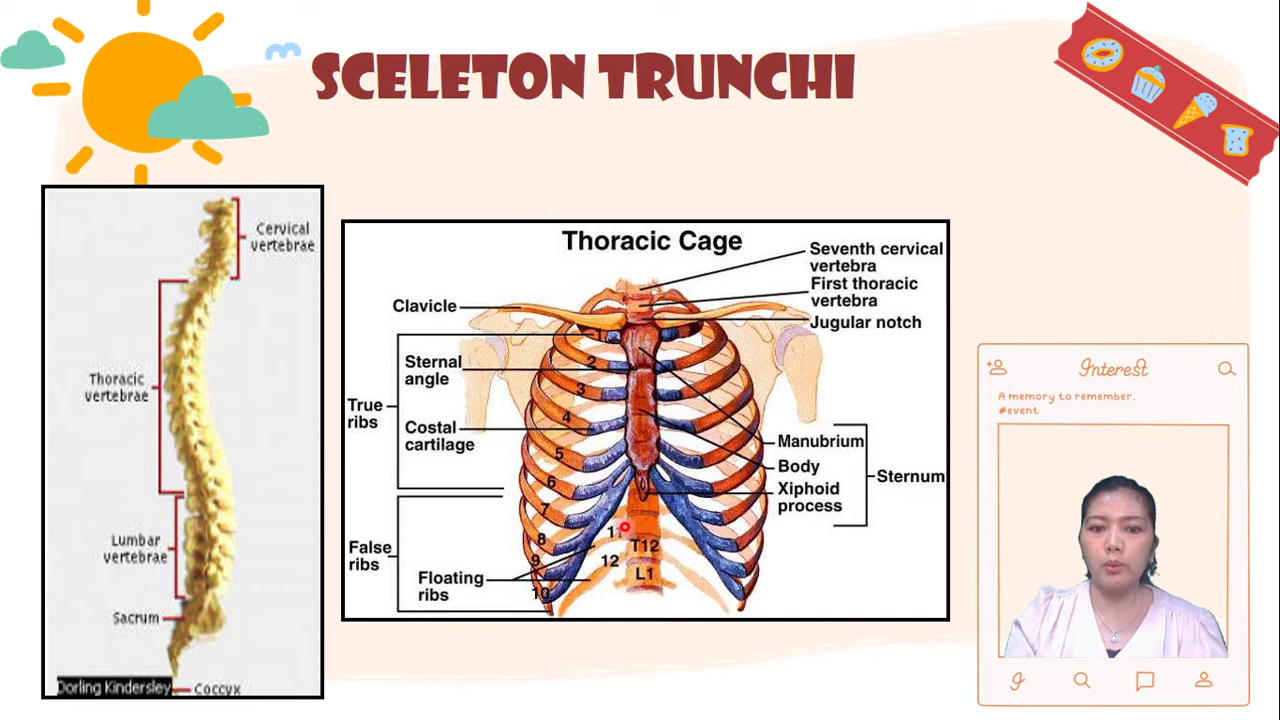 SCELETON TRUNCHI
Cervical
vertebrae
Thoracic
vertebrae
Lumbar
vertebrae
Sacrum
Dorling Kindersley
Coccyx
Thoracic Cage
Seventh cervical
vertebra
First thoracic
vertebra
Jugular notch
Clavicle
Sternal
angle
True
ribs
Costal
cartilage
1
2
3
4
5
6
7
8
9
10
12
T12
L1
Manubrium
Body
Xiphoid
process
Sternum
False
ribs
Floating
ribs
Interest
A memory to remember.
#event